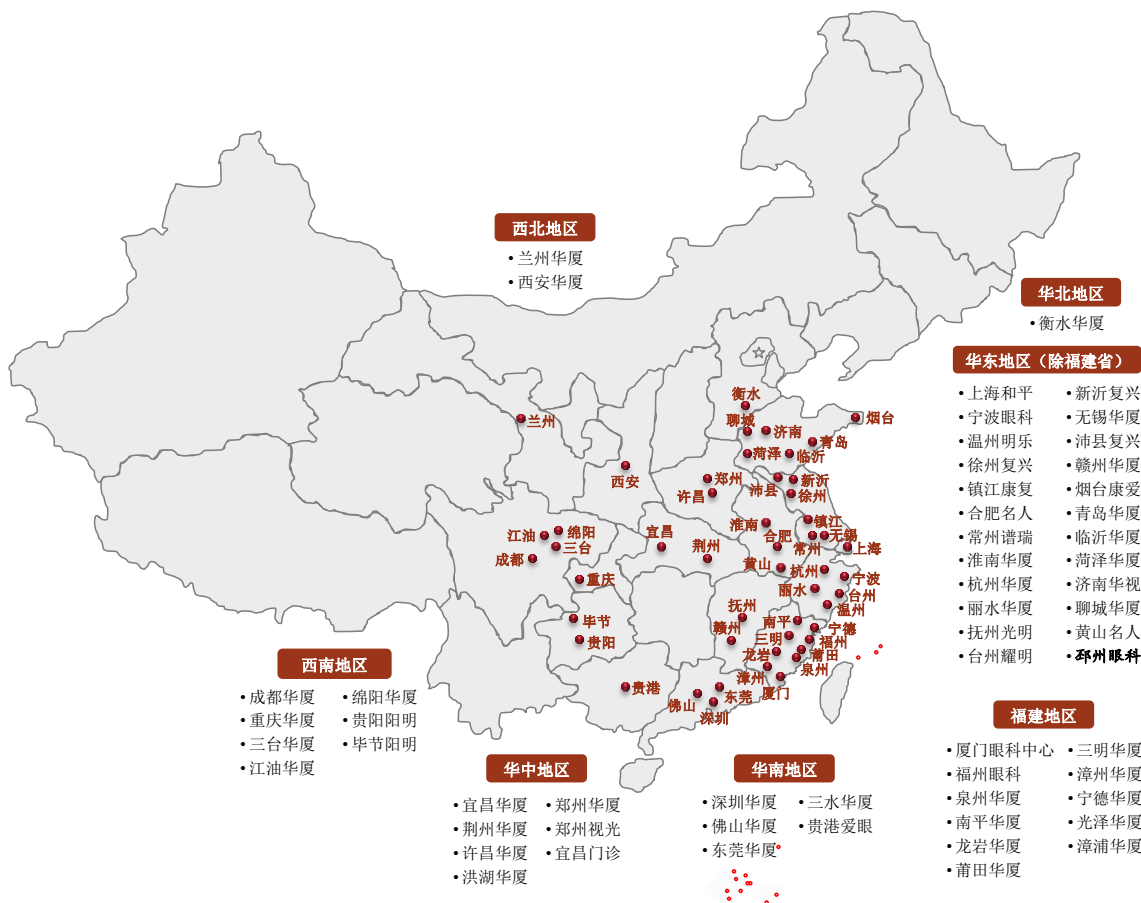 西北地区
•兰州华厦
•西安华厦
华北地区
•衡水华厦
华东地区（除福建省）
•上海和平 •新沂复兴
•宁波眼科 •无锡华厦
•温州明乐 •沛县复兴
•徐州复兴 •赣州华厦
•镇江康复 •烟台康爱
•合肥名人 •青岛华厦
•常州谱瑞 •临沂华厦
•淮南华厦 •菏泽华厦
•杭州华厦 •济南华视
•丽水华厦 •聊城华厦
•抚州光明 •黄山名人
•台州耀明 •邳州眼科
衡水
烟台
聊城
济南
兰州
青岛
菏泽
临沂
西安
郑州
沛县
新沂
许昌
徐州
江油
绵阳
宜昌
淮南
镇江
三台
荆州
合肥
常州
无锡
上海
成都
黄山
杭州
宁波
重庆
丽水
台州
温州
毕节
抚州
南平
宁德
贵阳
赣州
三明
福州
龙岩
莆田
泉州
漳州
厦门
贵港
佛山
东莞
深圳
西南地区
•成都华厦 •绵阳华厦
•重庆华厦 •贵阳阳明
•三台华厦 •毕节阳明
•江油华厦
华中地区
•宜昌华厦 •郑州华厦
•荆州华厦 •郑州视光
•许昌华厦 •宜昌门诊
•洪湖华厦
华南地区
•深圳华厦 •三水华厦
•佛山华厦 •贵港爱眼
•东莞华厦
福建地区
•厦门眼科中心 •三明华厦
•福州眼科 •漳州华厦
•泉州华厦 •宁德华厦
•南平华厦 •光泽华厦
•龙岩华厦 •漳浦华厦
•莆田华厦